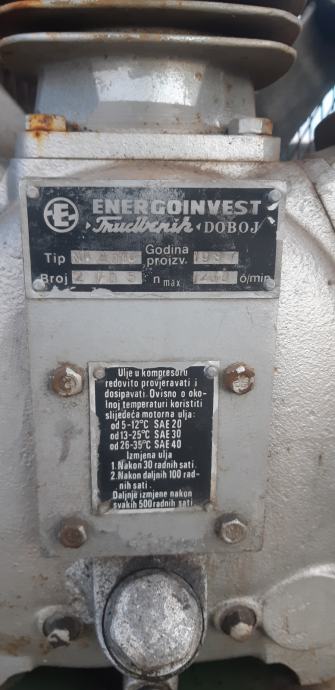 ENERGOINVEST
"Trudbenik" DOBOJ
Tip
Godina proizv.
Broj
n max
o/min
Ulje u kompresoru
redovito provjeravati i
dosipavati. Ovisno o oko-
lnoj temperaturi koristiti
slijedeća motorna ulja:
od 5-12°C SAE 20
od 13-25°C SAE 30
od 26-35°C SAE 40
Izmjena ulja
1. Nakon 30 radnih sati.
2. Nakon daljnih 100 rad-
nih sati.
Daljnje izmjene nakon
svakih 500 radnih sati